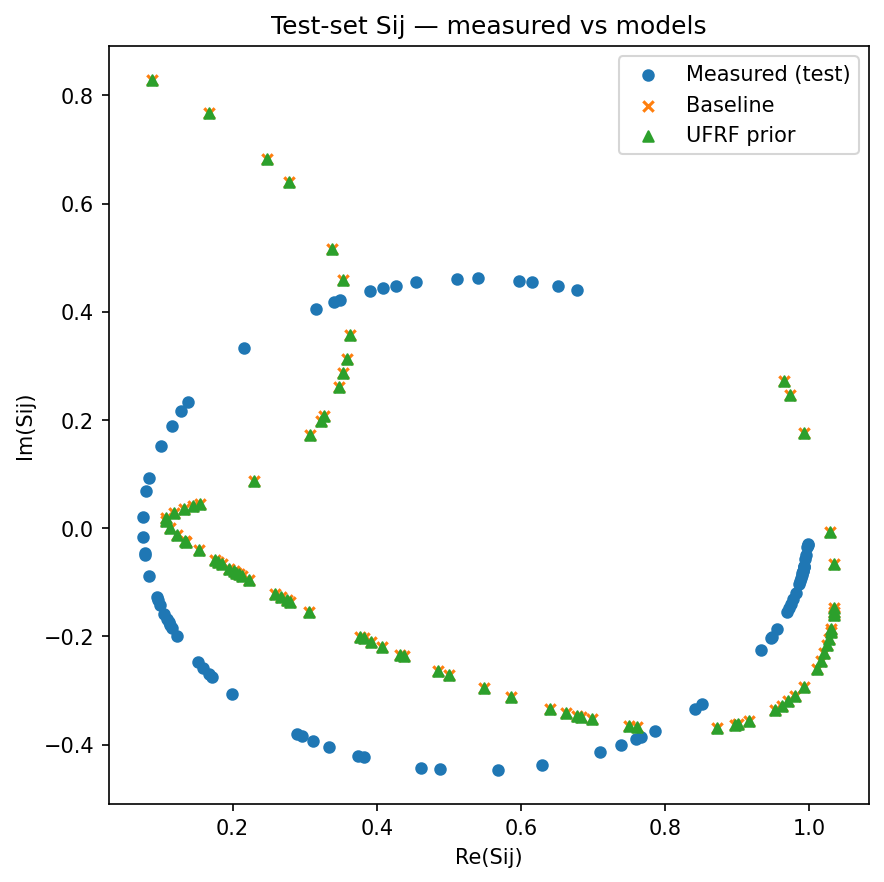 Test-set Sij — measured vs models
Measured (test)
Baseline
UFRF prior
Im(Sij)
0.8
0.6
0.4
0.2
0.0
−0.2
−0.4
0.2
0.4
0.6
0.8
1.0
Re(Sij)